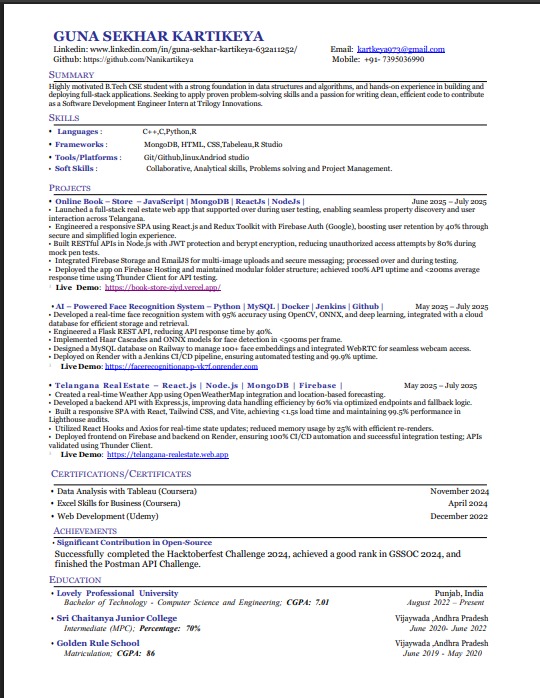 GUNA SEKHAR KARTIKEYA
Linkedin: www.linkedin.com/in/guna-sekhar-kartikeya-632a11252/ Email: kartkeya973@gmail.com
Github: https://github.com/Nanikartikeya Mobile: +91- 7395036990
SUMMARY
Highly motivated B.Tech CSE student with a strong foundation in data structures and algorithms, and hands-on experience in building and
deploying full-stack applications. Seeking to apply proven problem-solving skills and a passion for writing clean, efficient code to contribute
as a Software Development Engineer Intern at Trilogy Innovations.
SKILLS
• Languages : C++,C,Python,R
• Frameworks : MongoDB, HTML, CSS,Tabeleau,R Studio
• Tools/Platforms : Git/Github,linuxAndriod studio
• Soft Skills : Collaborative, Analytical skills, Problems solving and Project Management.
PROJECTS
• Online Book – Store – JavaScript | MongoDB | ReactJs | NodeJs | June 2025 – July 2025
• Launched a full-stack real estate web app that supported over during user testing, enabling seamless property discovery and user
interaction across Telangana.
• Engineered a responsive SPA using React.js and Redux Toolkit with Firebase Auth (Google), boosting user retention by 40% through
secure and simplified login experience.
• Built RESTful APIs in Node.js with JWT protection and bcrypt encryption, reducing unauthorized access attempts by 80% during
mock pen tests.
• Integrated Firebase Storage and EmailJS for multi-image uploads and secure messaging; processed over and during testing.
• Deployed the app on Firebase Hosting and maintained modular folder structure; achieved 100% API uptime and <200ms average
response time using Thunder Client for API testing.
Live Demo: https://book-store-ziyd.vercel.app/
• AI – Powered Face Recognition System – Python | MySQL | Docker | Jenkins | Github | May 2025 – July 2025
• Developed a real-time face recognition system with 95% accuracy using OpenCV, ONNX, and deep learning, integrated with a cloud
database for efficient storage and retrieval.
• Engineered a Flask REST API, reducing API response time by 40%.
• Implemented Haar Cascades and ONNX models for face detection in <500ms per frame.
• Designed a MySQL database on Railway to manage 100+ face embeddings and integrated WebRTC for seamless webcam access.
• Deployed on Render with a Jenkins CI/CD pipeline, ensuring automated testing and 99.9% uptime.
Live Demo: https://facerecognitionapp-vk7f.onrender.com
• Telangana Real Estate – React.js | Node.js | MongoDB | Firebase | May 2025 – July 2025
• Created a real-time Weather App using OpenWeatherMap integration and location-based forecasting.
• Developed a backend API with Express.js, improving data handling efficiency by 60% via optimized endpoints and fallback logic.
• Built a responsive SPA with React, Tailwind CSS, and Vite, achieving <1.5s load time and maintaining 99.5% performance in
Lighthouse audits.
• Utilized React Hooks and Axios for real-time state updates; reduced memory usage by 25% with efficient re-renders.
• Deployed frontend on Firebase and backend on Render, ensuring 100% CI/CD automation and successful integration testing; APIs
validated using Thunder Client.
Live Demo: https://telangana-realestate.web.app
CERTIFICATIONS/CERTIFICATES
• Data Analysis with Tableau (Coursera) November 2024
• Excel Skills for Business (Coursera) April 2024
• Web Development (Udemy) December 2022
ACHIEVEMENTS
• Significant Contribution in Open-Source
Successfully completed the Hacktoberfest Challenge 2024, achieved a good rank in GSSOC 2024, and
finished the Postman API Challenge.
EDUCATION
• Lovely Professional University Punjab, India
Bachelor of Technology - Computer Science and Engineering; CGPA: 7.01 August 2022 – Present
• Sri Chaitanya Junior College Vijaywada ,Andhra Pradesh
Intermediate (MPC); Percentage: 70% June 2020- June 2022
• Golden Rule School Vijaywada ,Andhra Pradesh
Matriculation; CGPA: 86 June 2019 - May 2020